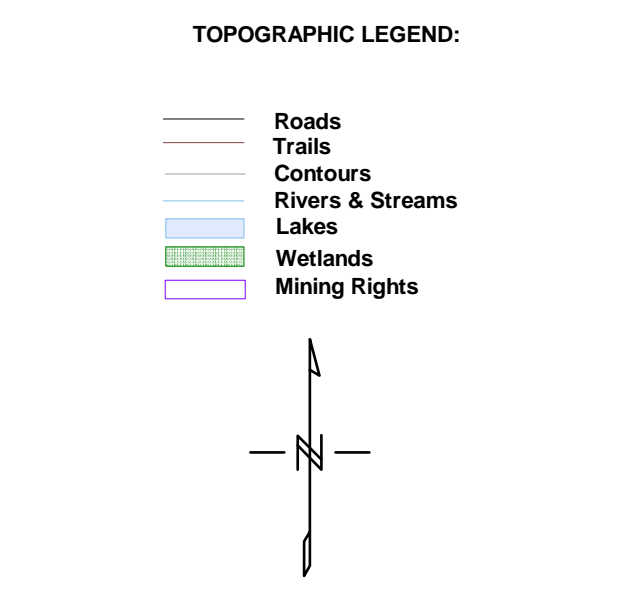 TOPOGRAPHIC LEGEND:
Roads
Trails
Contours
Rivers & Streams
Lakes
Wetlands
Mining Rights
N